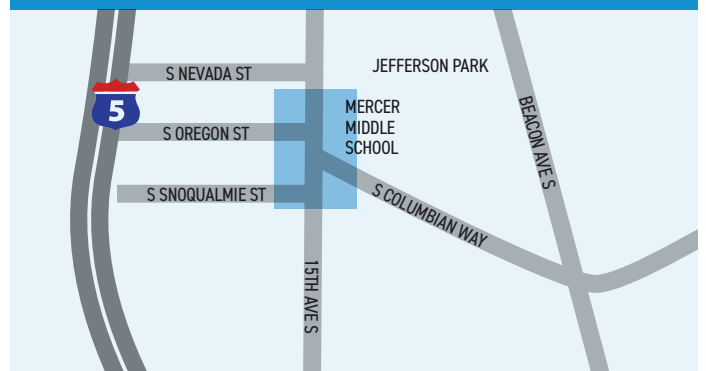 S NEVADA ST
JEFFERSON PARK
5
MERCER
MIDDLE
SCHOOL
S OREGON ST
BEACON AVE S
S SNOQUALMIE ST
S COLUMBIAN WAY
15TH AVE S